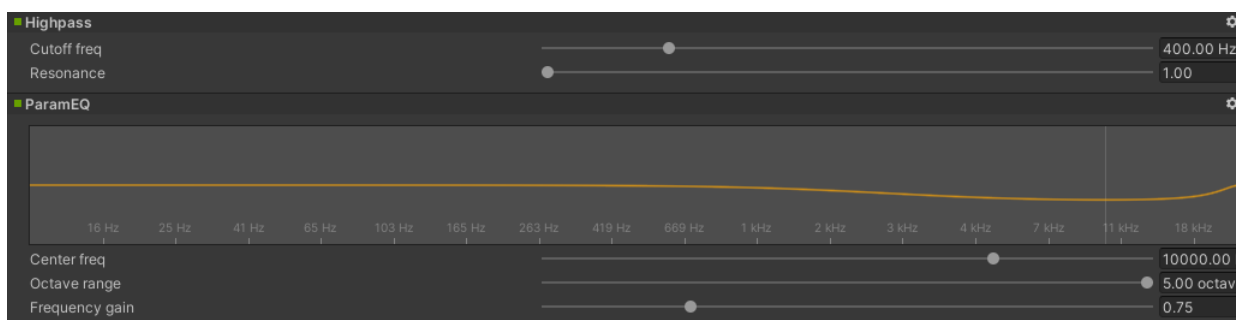 Highpass
Cutoff freq 400.00 Hz
Resonance 1.00
ParamEQ
16 Hz 25 Hz 41 Hz 65 Hz 103 Hz 165 Hz 263 Hz 419 Hz 669 Hz 1 kHz 2 kHz 3 kHz 4 kHz 7 kHz 11 kHz 18 kHz
Center freq 10000.00
Octave range 5.00 octav
Frequency gain 0.75